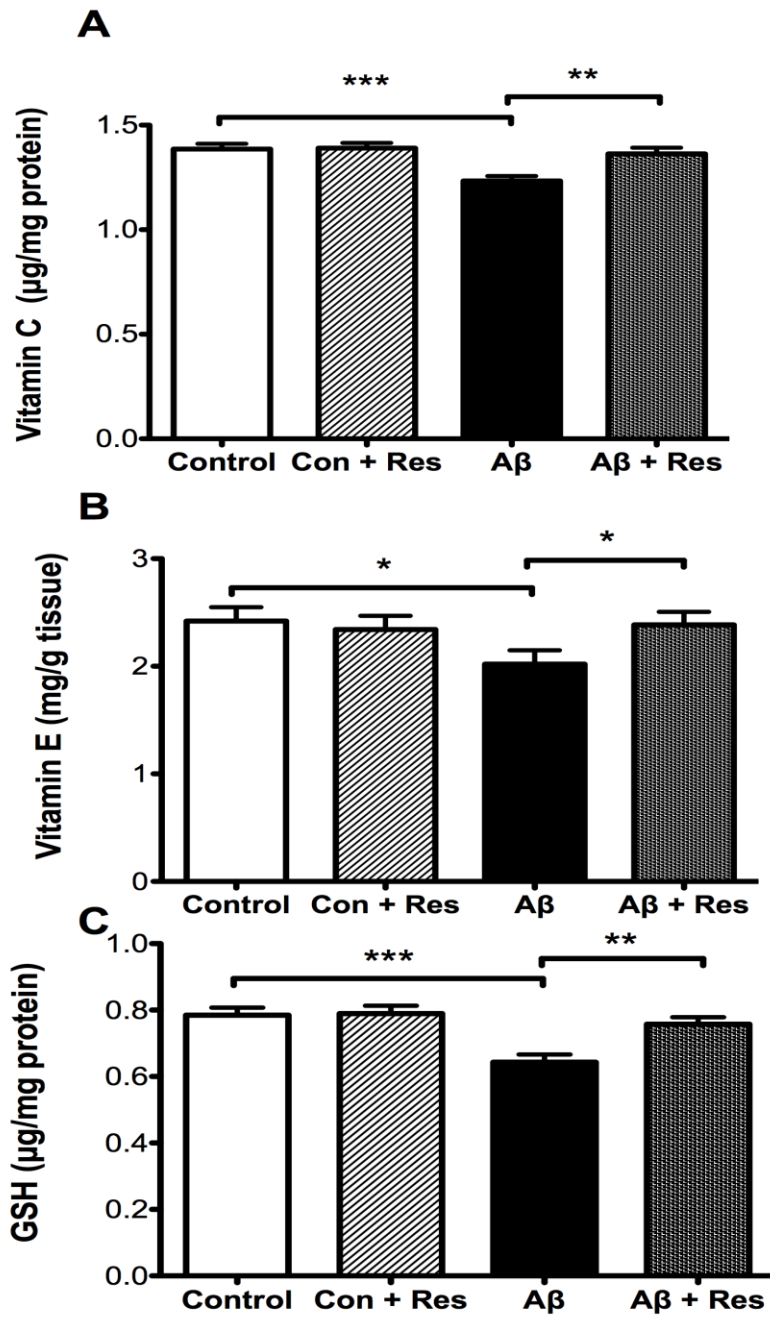 A
*** **
Vitamin C (µg/mg protein)
1.5
1.0
0.5
0.0
Control Con + Res Aβ Aβ + Res
B
* *
Vitamin E (mg/g tissue)
3
2
1
0
Control Con + Res Aβ Aβ + Res
C
*** **
GSH (µg/mg protein)
1.0
0.8
0.6
0.4
0.2
0.0
Control Con + Res Aβ Aβ + Res